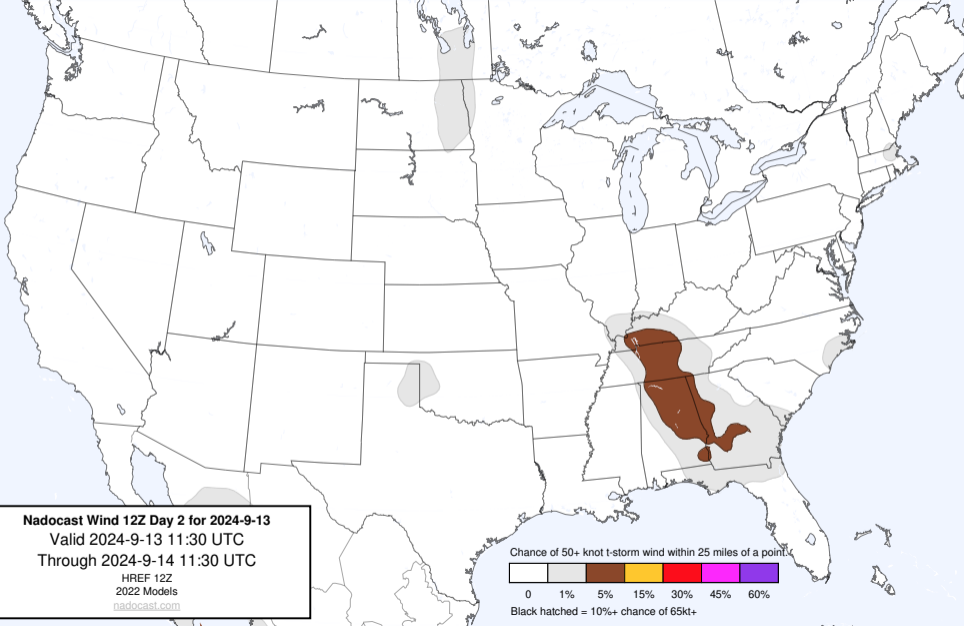 Nadocast Wind 12Z Day 2 for 2024-9-13
Valid 2024-9-13 11:30 UTC
Through 2024-9-14 11:30 UTC
HREF 12Z
2022 Models
nadocast.com
Chance of 50+ knot t-storm wind within 25 miles of a point.
0 1% 5% 15% 30% 45% 60%
Black hatched = 10%+ chance of 65kt+